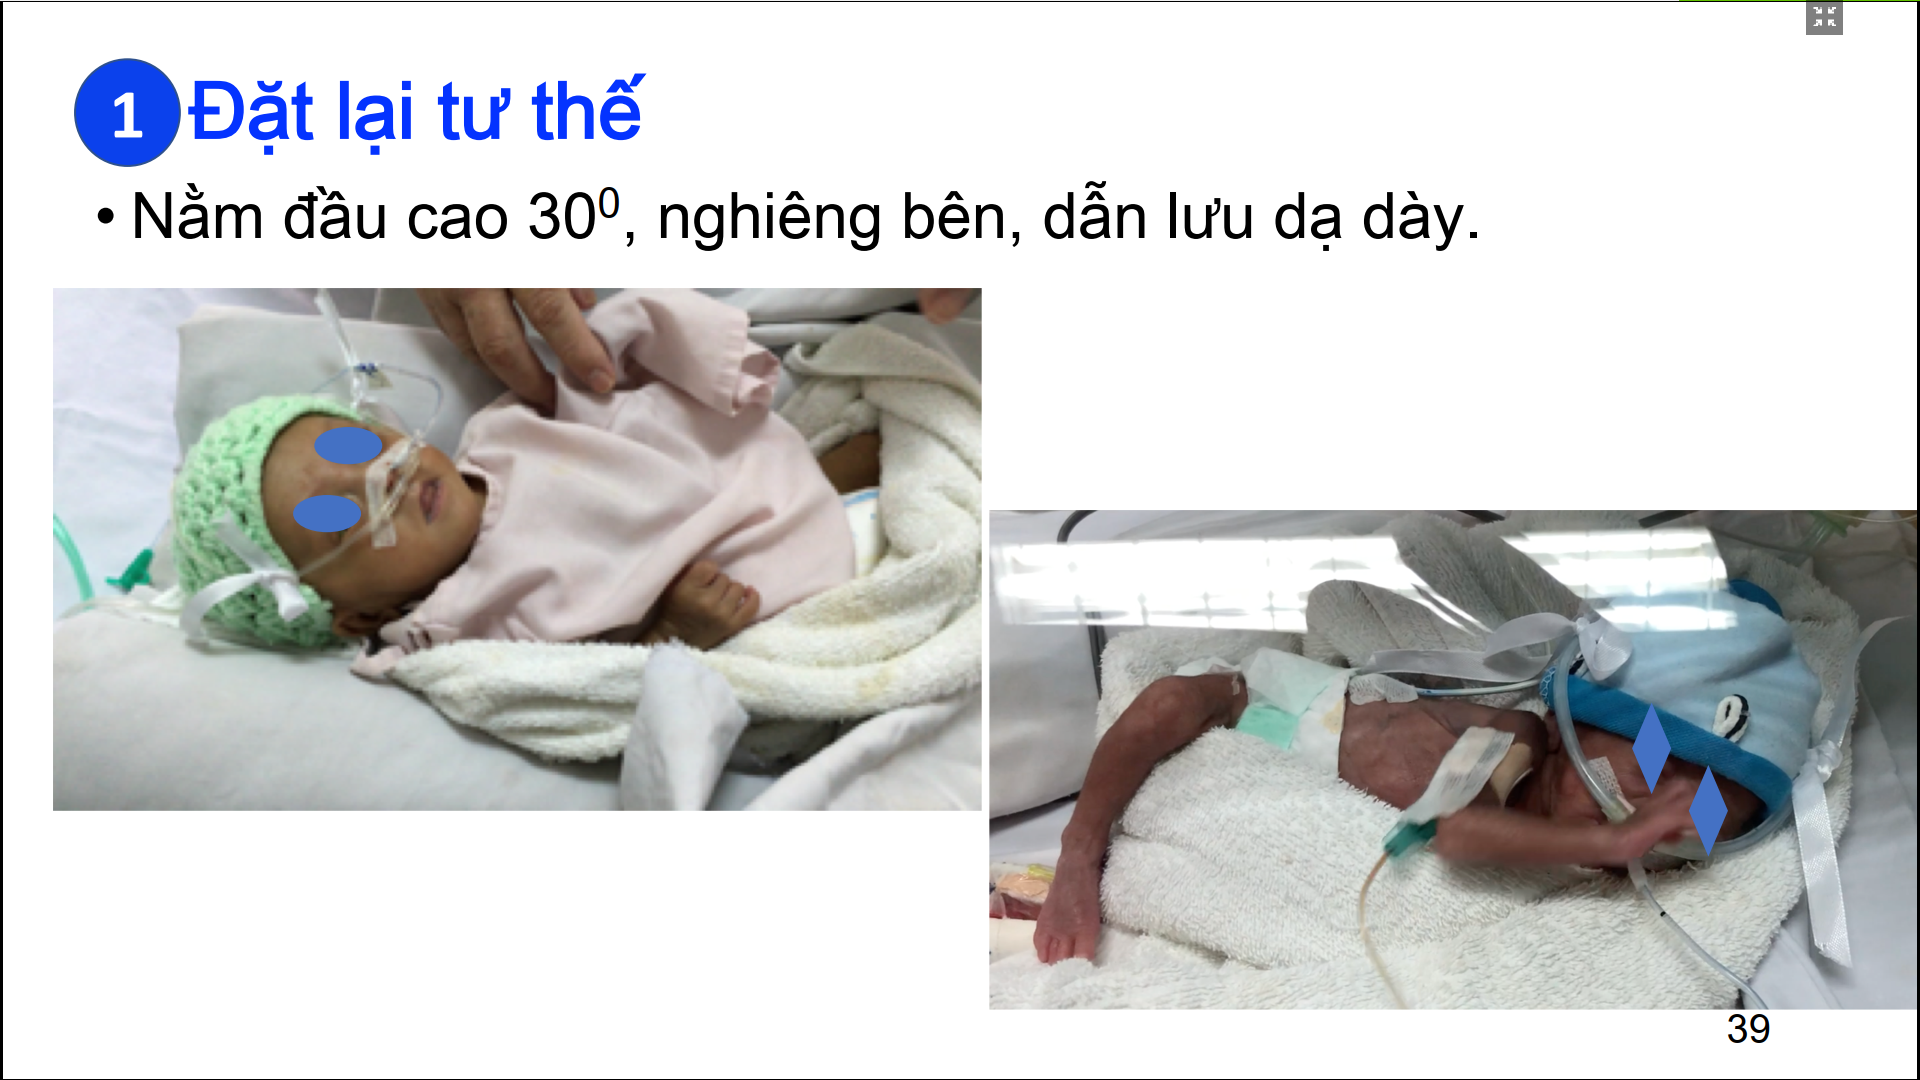 1 Đặt lại tư thế
• Nằm đầu cao 30⁰, nghiêng bên, dẫn lưu dạ dày.
39